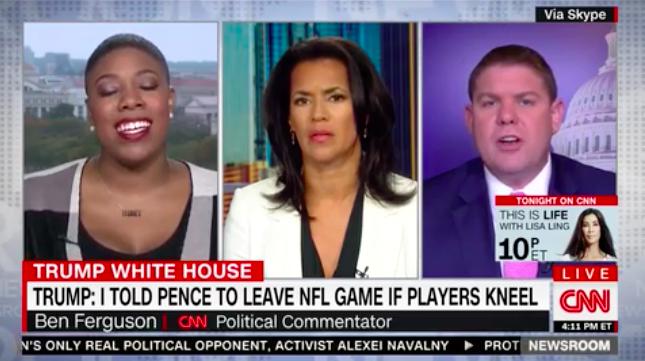 Via Skype
TONIGHT ON CNN
THIS IS LIFE
WITH LISA LING
10P ET
TRUMP WHITE HOUSE
TRUMP: I TOLD PENCE TO LEAVE NFL GAME IF PLAYERS KNEEL
Ben Ferguson | CNN Political Commentator
LIVE
CNN
4:11 PM ET
N'S ONLY REAL POLITICAL OPPONENT, ACTIVIST ALEXEI NAVALNY ▶ PROT
NEWSROOM